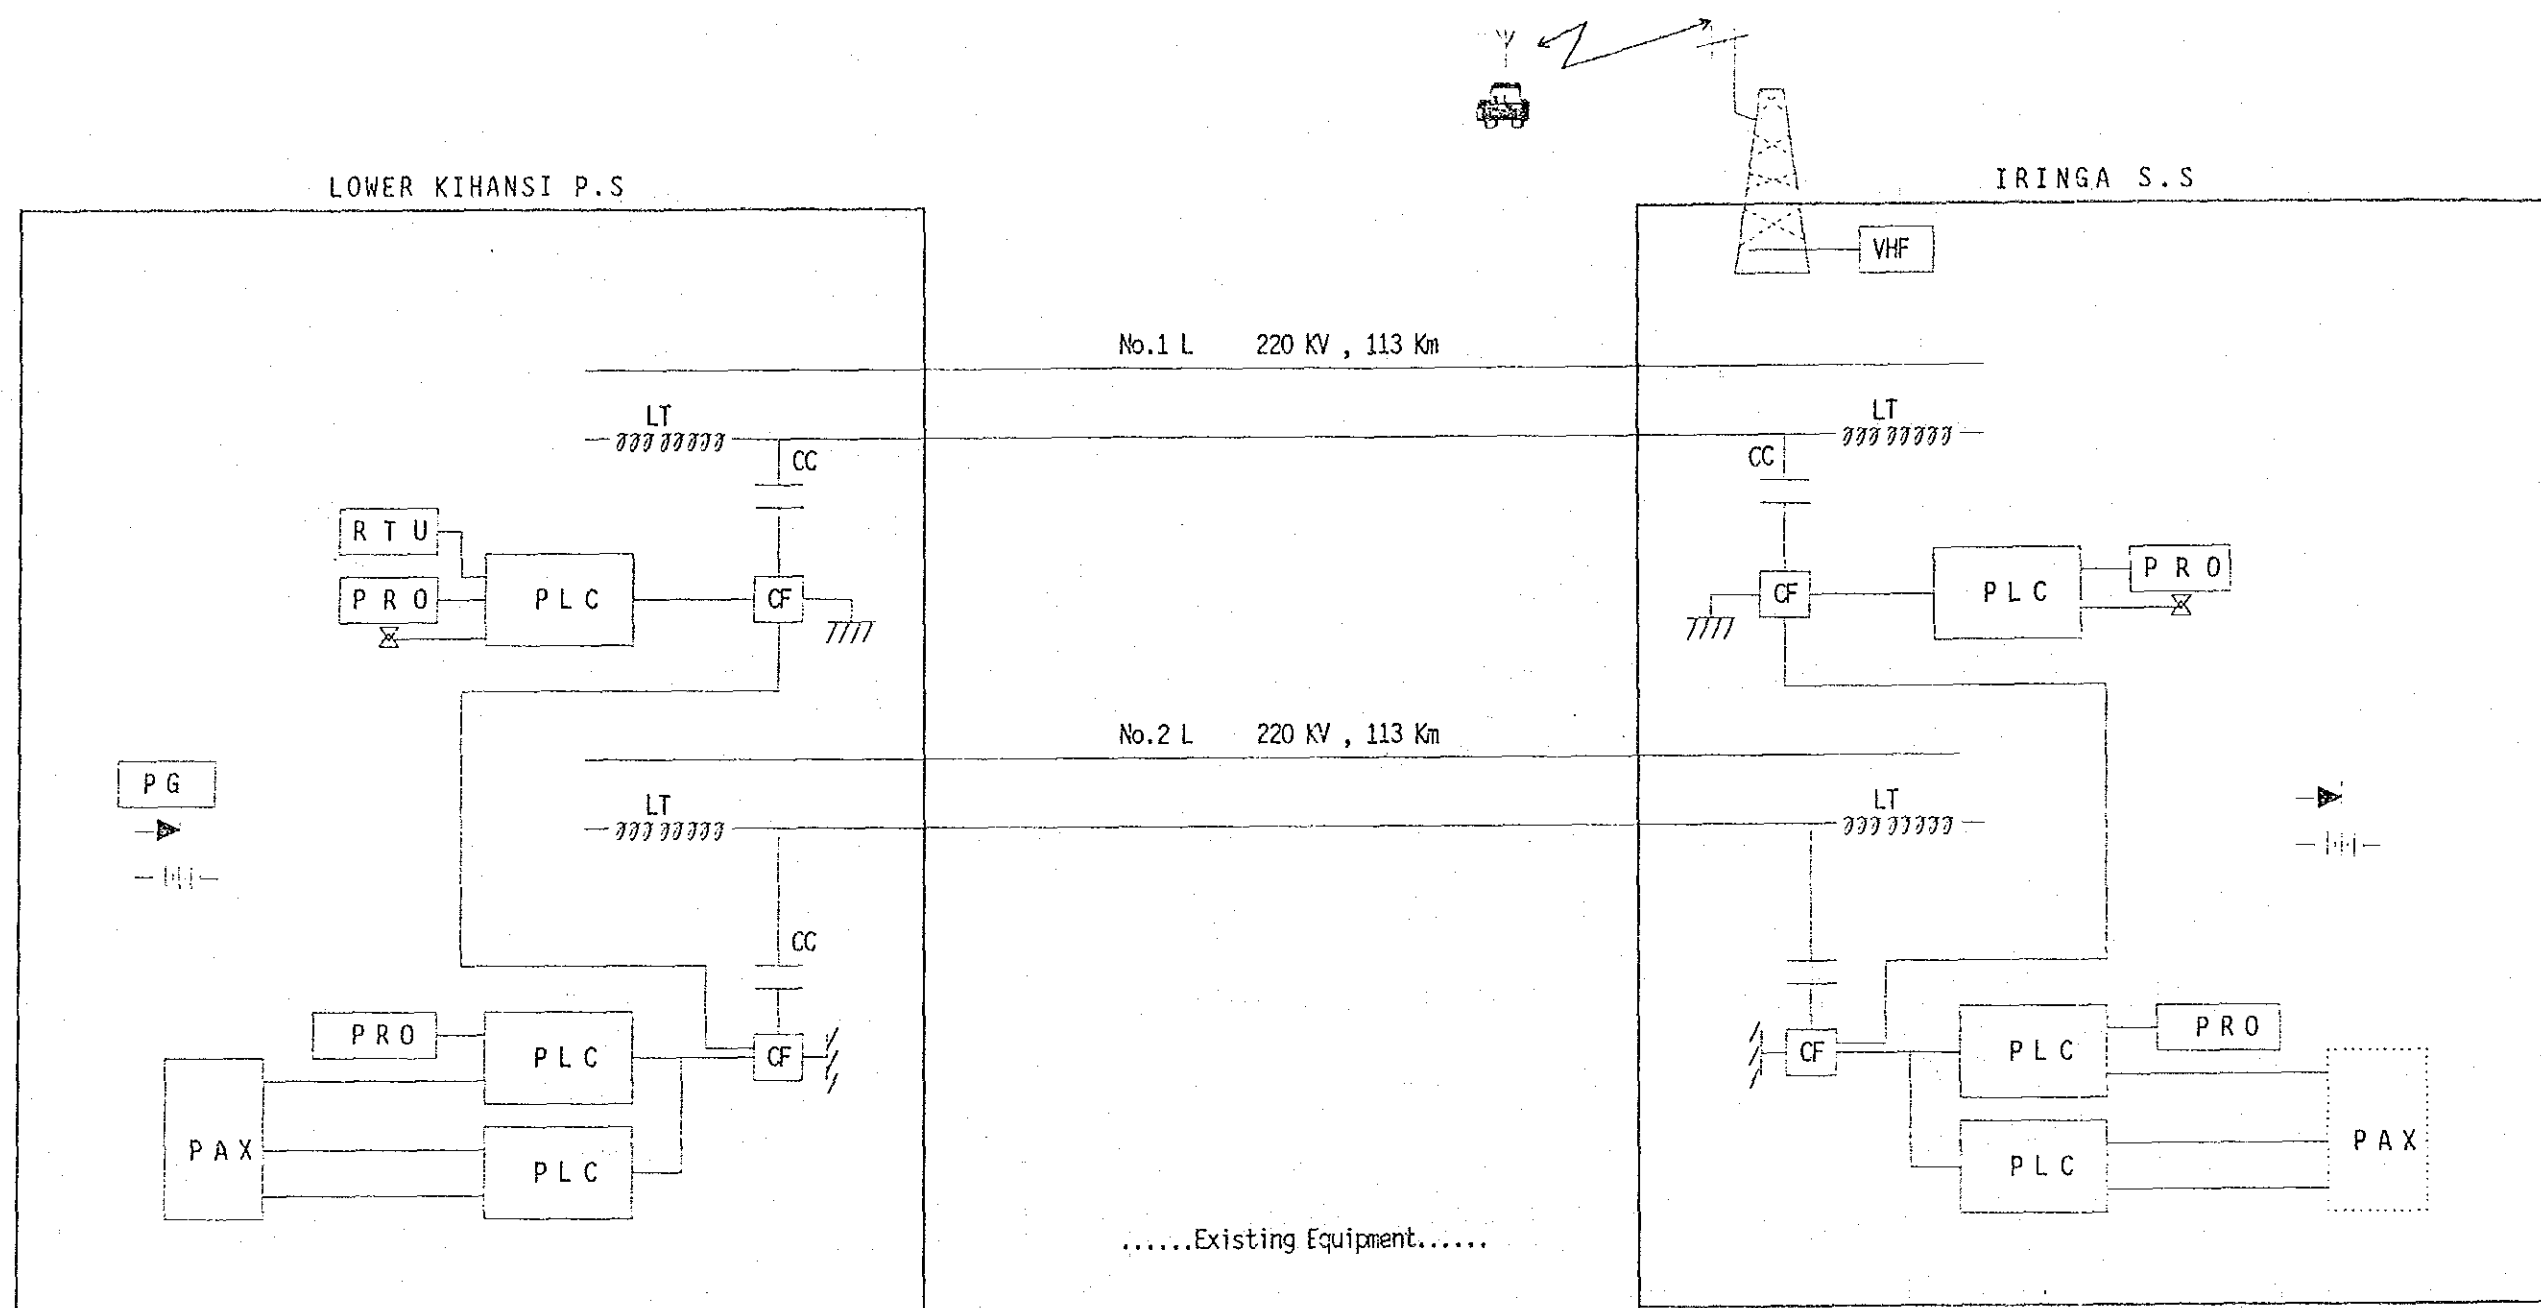 LOWER KIHANSI P.S
IRINGA S.S
VHF
No.1 L 220 KV , 113 Km
LT
LT
CC
CC
R T U
P R O
P L C
CF
CF
P L C
P R O
No.2 L 220 KV , 113 Km
P G
LT
LT
CC
P R O
P L C
CF
CF
P L C
P R O
P A X
P L C
P L C
P A X
......Existing Equipment......